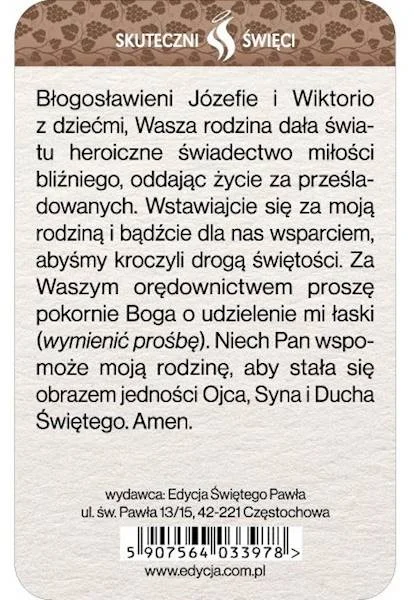 SKUTECZNI ŚWIĘCI
Błogosławieni Józefie i Wiktorio
z dziećmi, Wasza rodzina dała świa-
tu heroiczne świadectwo miłości
bliźniego, oddając życie za prześla-
dowanych. Wstawiajcie się za moją
rodziną i bądźcie dla nas wsparciem,
abyśmy kroczyli drogą świętości. Za
Waszym orędownictwem proszę
pokornie Boga o udzielenie mi łaski
(wymienić prośbę). Niech Pan wspo-
może moją rodzinę, aby stała się
obrazem jedności Ojca, Syna i Ducha
Świętego. Amen.
wydawca: Edycja Świętego Pawła
ul. św. Pawła 13/15, 42-221 Częstochowa
5 907564 033978 >
www.edycja.com.pl